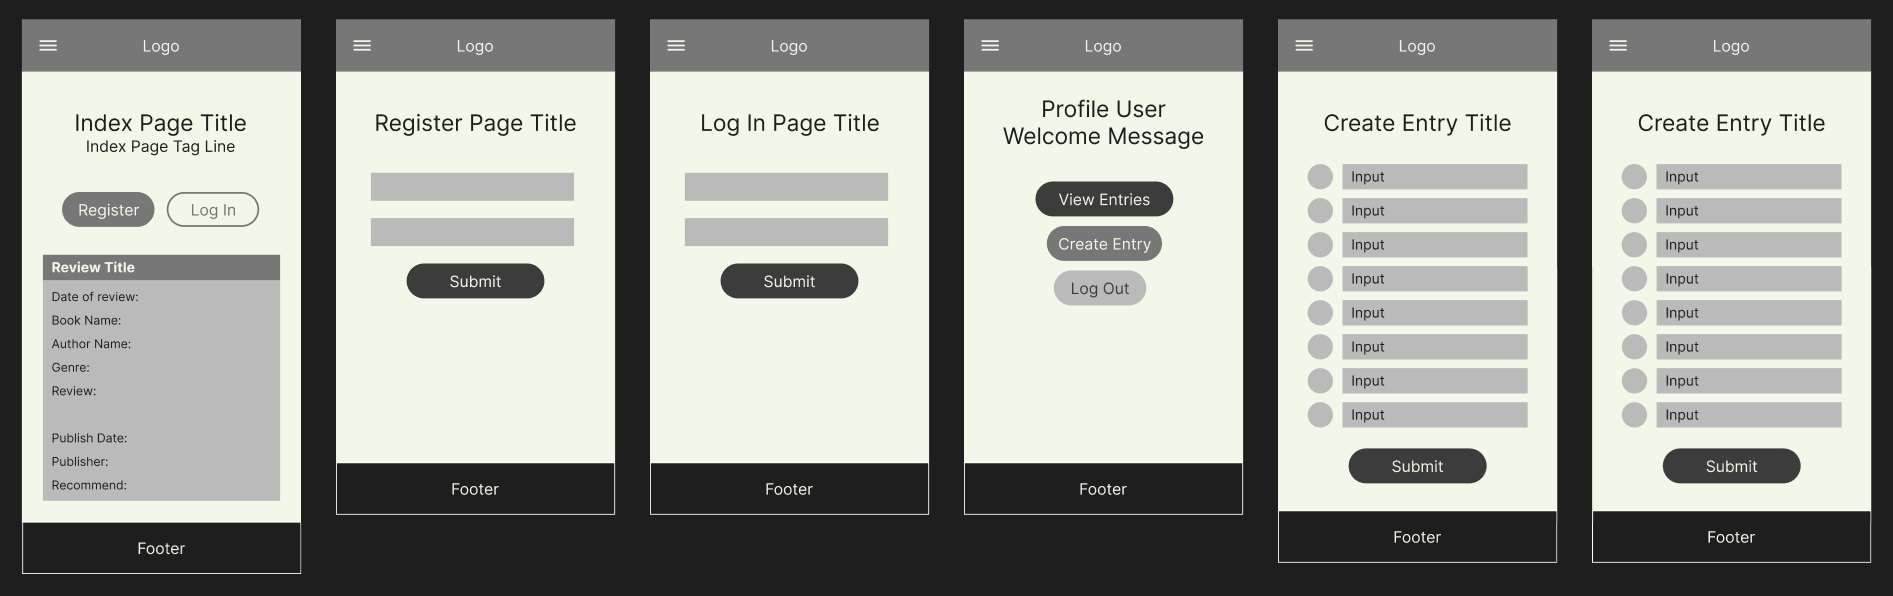 Logo
Index Page Title
Index Page Tag Line
Register
Log In
Review Title
Date of review:
Book Name:
Author Name:
Genre:
Review:
Publish Date:
Publisher:
Recommend:
Footer
Logo
Register Page Title
Submit
Footer
Logo
Log In Page Title
Submit
Footer
Logo
Profile User
Welcome Message
View Entries
Create Entry
Log Out
Footer
Logo
Create Entry Title
Input
Input
Input
Input
Input
Input
Input
Input
Submit
Footer
Logo
Create Entry Title
Input
Input
Input
Input
Input
Input
Input
Input
Submit
Footer